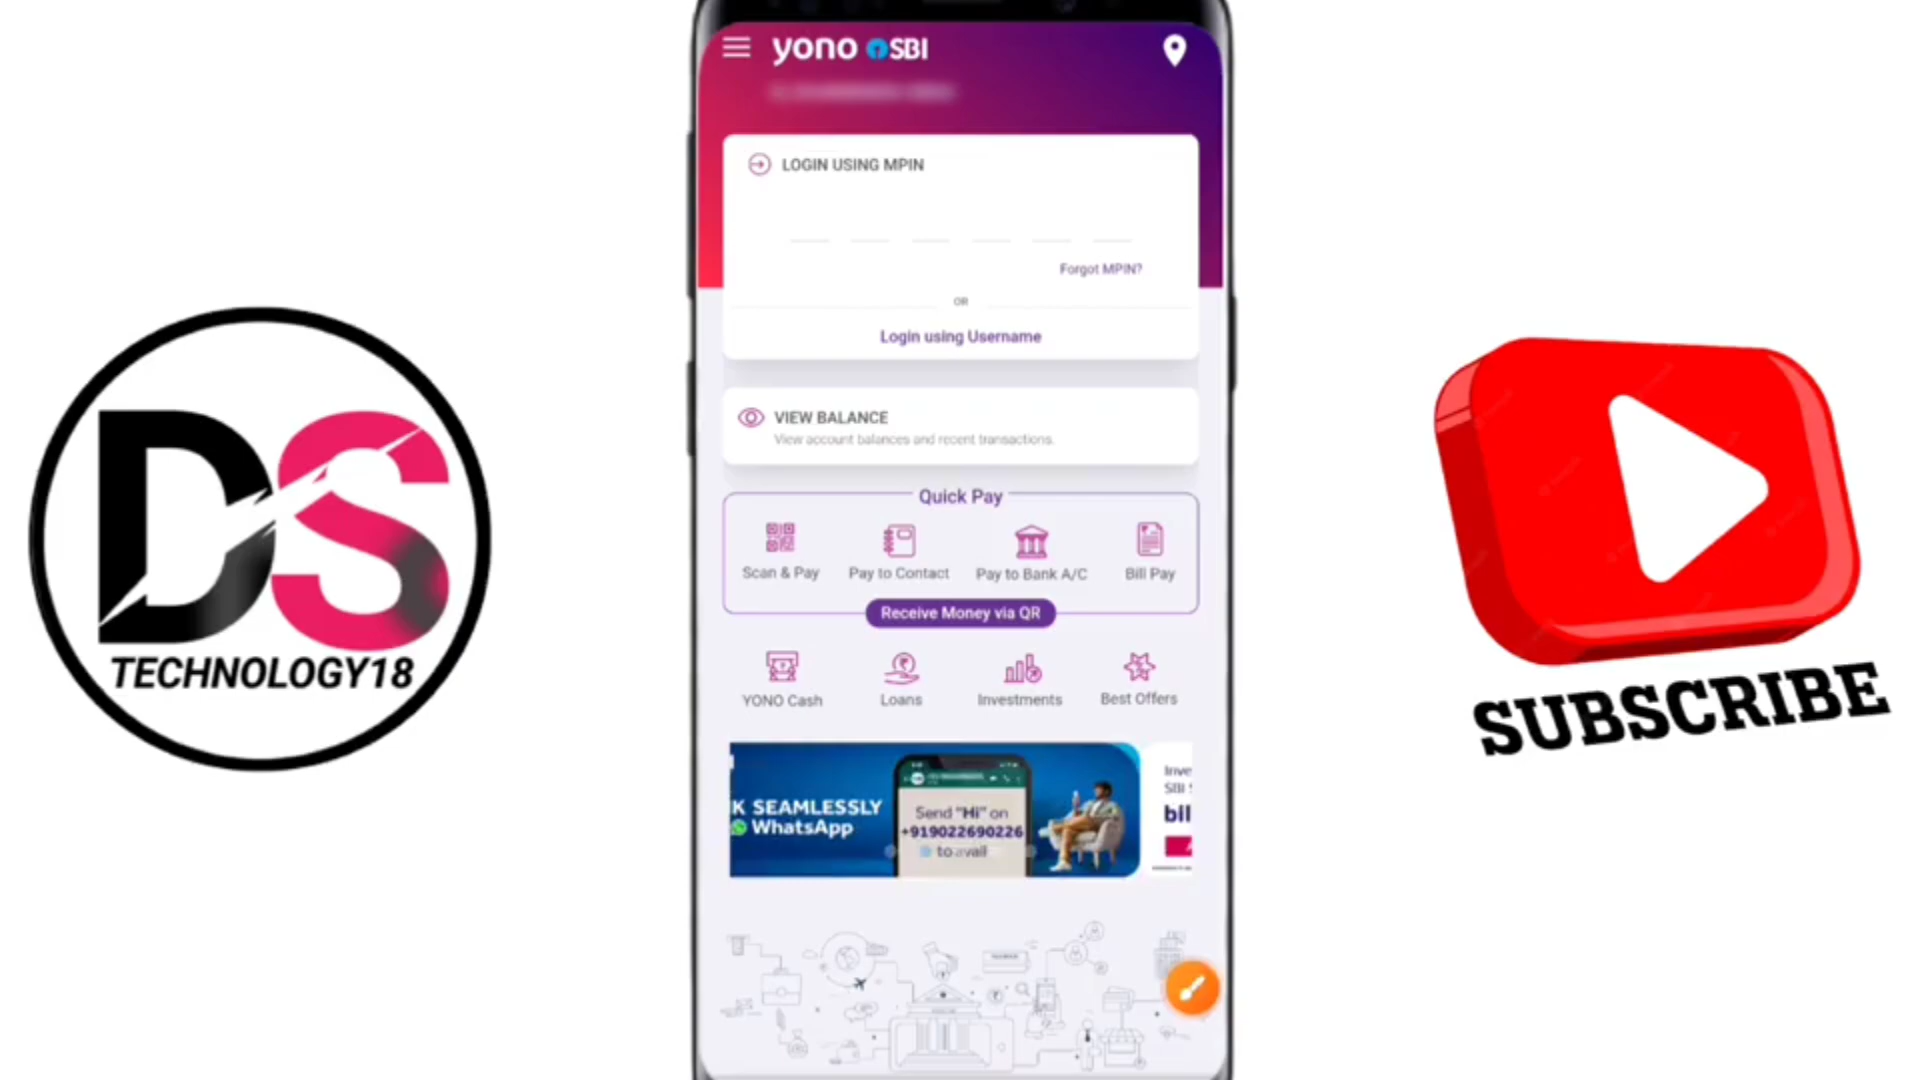 yono SBI
LOGIN USING MPIN
Forgot MPIN?
OR
Login using Username
VIEW BALANCE
View account balances and recent transactions.
Quick Pay
Scan & Pay
Pay to Contact
Pay to Bank A/C
Bill Pay
Receive Money via QR
YONO Cash
Loans
Investments
Best Offers
K SEAMLESSLY
WhatsApp
Send "Hi" on
+919022690226
to avail
Inve
SBI
bil
DS
TECHNOLOGY18
SUBSCRIBE